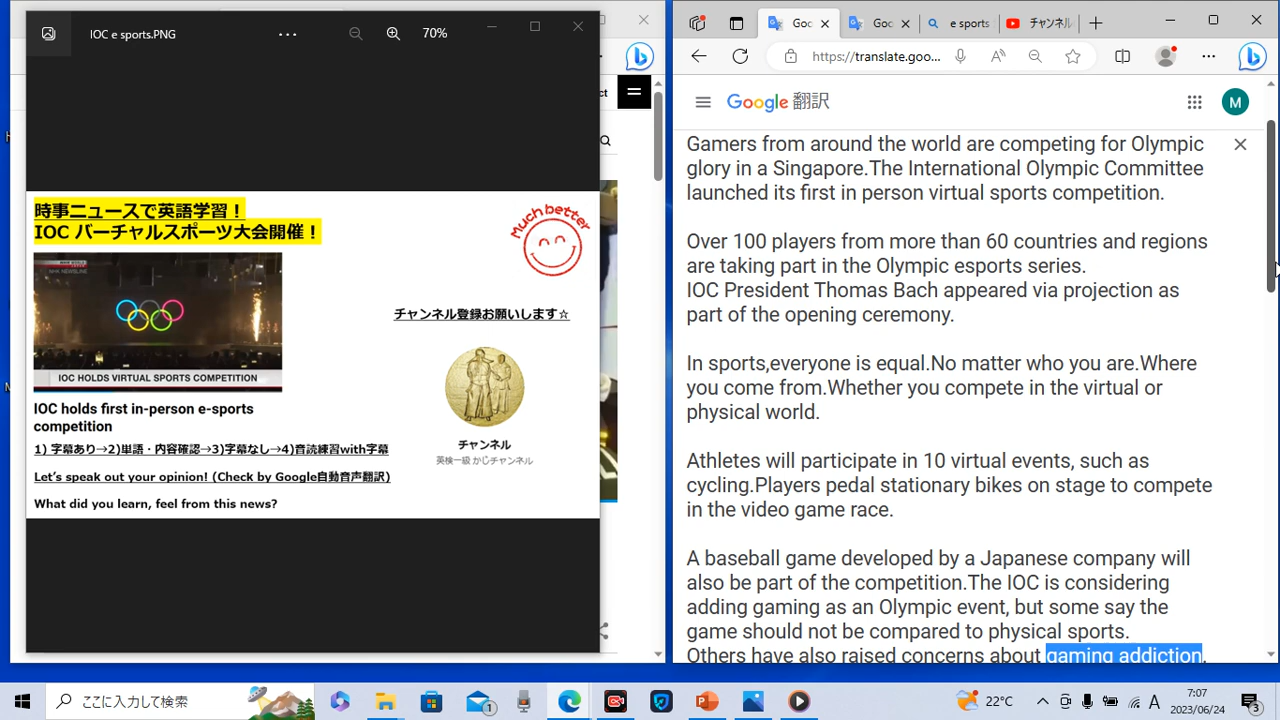 IOC e sports.PNG
70%
時事ニュースで英語学習！
IOC バーチャルスポーツ大会開催！
Much better
NHK WORLD
NHK NEWSLINE
IOC HOLDS VIRTUAL SPORTS COMPETITION
IOC holds first in-person e-sports
competition
1) 字幕あり→2)単語・内容確認→3)字幕なし→4)音読練習with字幕
Let's speak out your opinion! (Check by Google自動音声翻訳)
What did you learn, feel from this news?
チャンネル登録お願いします☆
チャンネル
英検一級 かじチャンネル
ct
Goc
Goc
e sports
チャンネル
https://translate.goo...
Google 翻訳
M
Gamers from around the world are competing for Olympic
glory in a Singapore.The International Olympic Committee
launched its first in person virtual sports competition.
Over 100 players from more than 60 countries and regions
are taking part in the Olympic esports series.
IOC President Thomas Bach appeared via projection as
part of the opening ceremony.
In sports,everyone is equal.No matter who you are.Where
you come from.Whether you compete in the virtual or
physical world.
Athletes will participate in 10 virtual events, such as
cycling.Players pedal stationary bikes on stage to compete
in the video game race.
A baseball game developed by a Japanese company will
also be part of the competition.The IOC is considering
adding gaming as an Olympic event, but some say the
game should not be compared to physical sports.
Others have also raised concerns about gaming addiction.
ここに入力して検索
1
22°C
A
7:07
2023/06/24
3